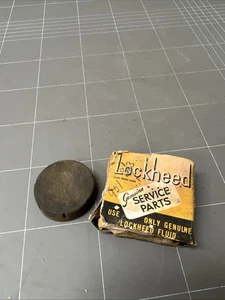 Lockheed
Genuine
SERVICE
PARTS
USE ONLY GENUINE
LOCKHEED FLUID